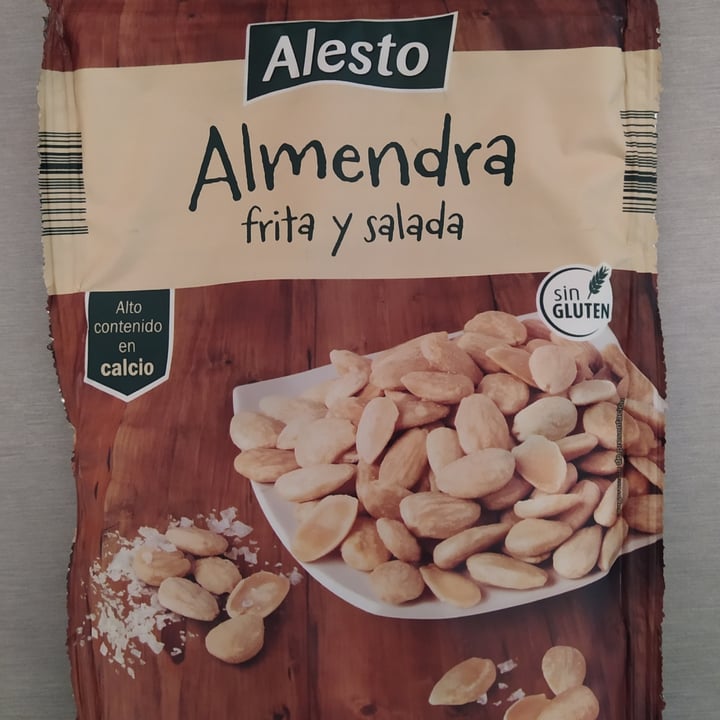 Alesto
Almendra
frita y salada
Alto
contenido
en
calcio
sin
GLUTEN